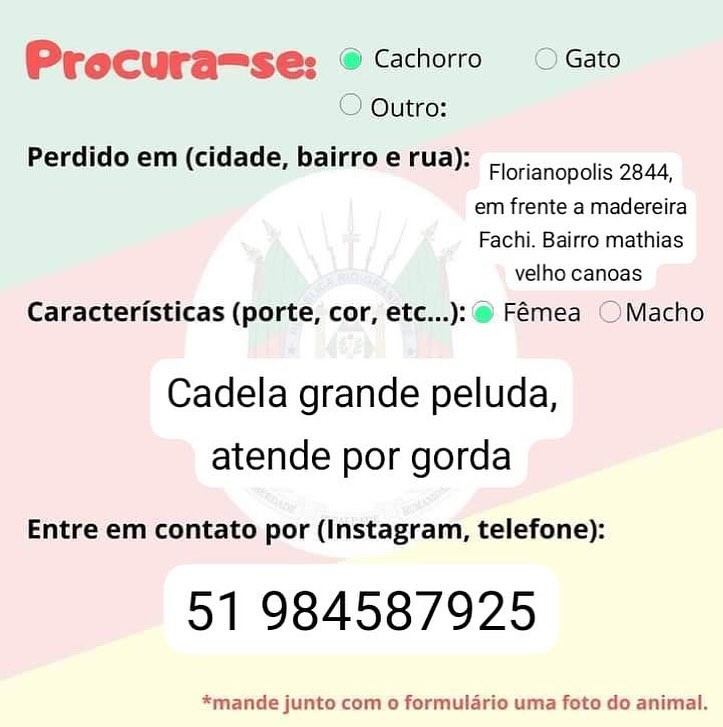 Procura-se: Cachorro Gato
Outro:
Perdido em (cidade, bairro e rua):
Florianopolis 2844,
em frente a madereira
Fachi. Bairro mathias
velho canoas
Características (porte, cor, etc...): Fêmea Macho
Cadela grande peluda,
atende por gorda
Entre em contato por (Instagram, telefone):
51 984587925
*mande junto com o formulário uma foto do animal.